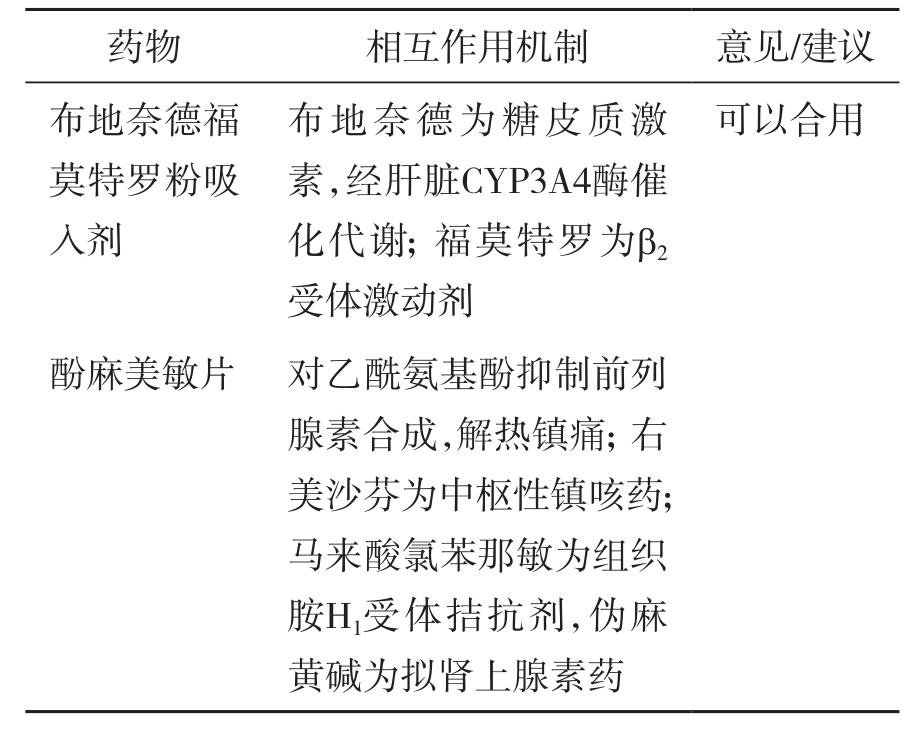 药物 相互作用机制 意见/建议
布地奈德福 布地奈德为糖皮质激 可以合用
莫特罗粉吸 素,经肝脏CYP3A4酶催
入剂 化代谢; 福莫特罗为β₂
受体激动剂
酚麻美敏片 对乙酰氨基酚抑制前列
腺素合成,解热镇痛; 右
美沙芬为中枢性镇咳药;
马来酸氯苯那敏为组织
胺H₁受体拮抗剂,伪麻
黄碱为拟肾上腺素药